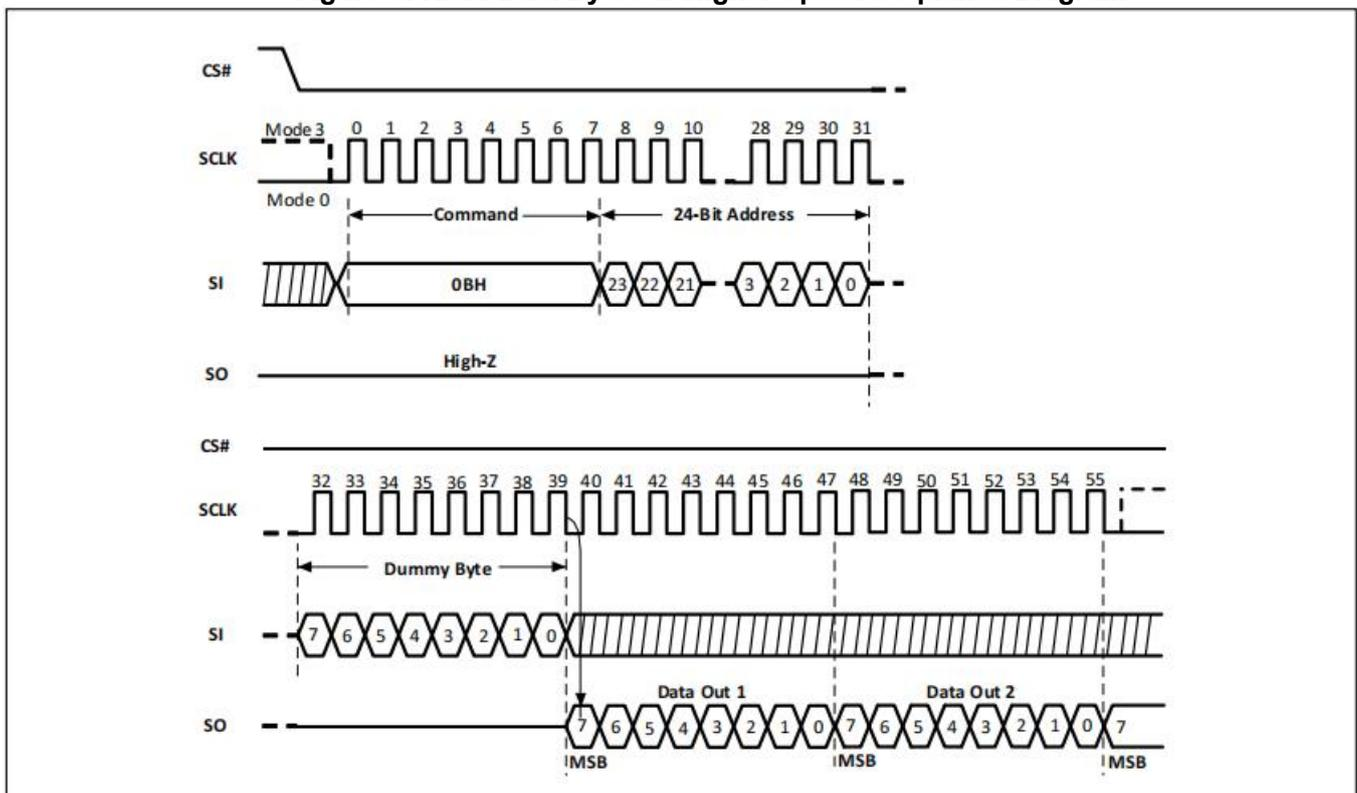 CS#
Mode 3 0 1 2 3 4 5 6 7 8 9 10 28 29 30 31
SCLK
Mode 0
Command 24-Bit Address
SI 0BH 23 22 21 3 2 1 0
High-Z
SO
CS#
32 33 34 35 36 37 38 39 40 41 42 43 44 45 46 47 48 49 50 51 52 53 54 55
SCLK
Dummy Byte
SI 7 6 5 4 3 2 1 0
Data Out 1 Data Out 2
SO 7 6 5 4 3 2 1 0 7 6 5 4 3 2 1 0 7
MSB MSB MSB